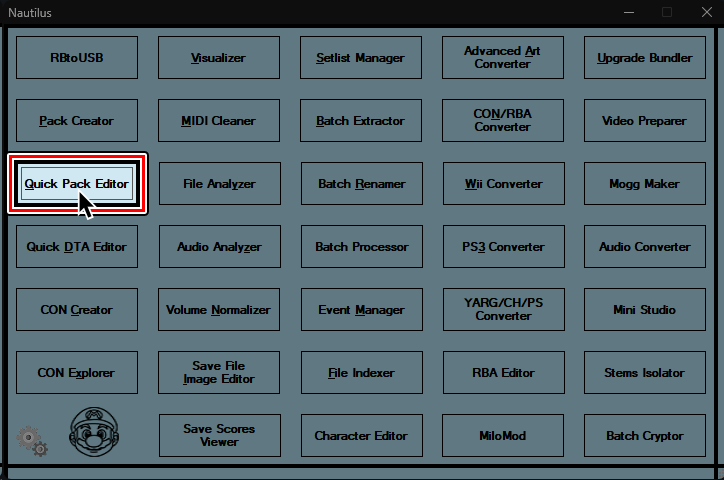 Nautilus
RBtoUSB
Visualizer
Setlist Manager
Advanced Art
Converter
Upgrade Bundler
Pack Creator
MIDI Cleaner
Batch Extractor
CON/RBA
Converter
Video Preparer
Quick Pack Editor
File Analyzer
Batch Renamer
Wii Converter
Mogg Maker
Quick DTA Editor
Audio Analyzer
Batch Processor
PS3 Converter
Audio Converter
CON Creator
Volume Normalizer
Event Manager
YARG/CH/PS
Converter
Mini Studio
CON Explorer
Save File
Image Editor
File Indexer
RBA Editor
Stems Isolator
Save Scores
Viewer
Character Editor
MiloMod
Batch Cryptor